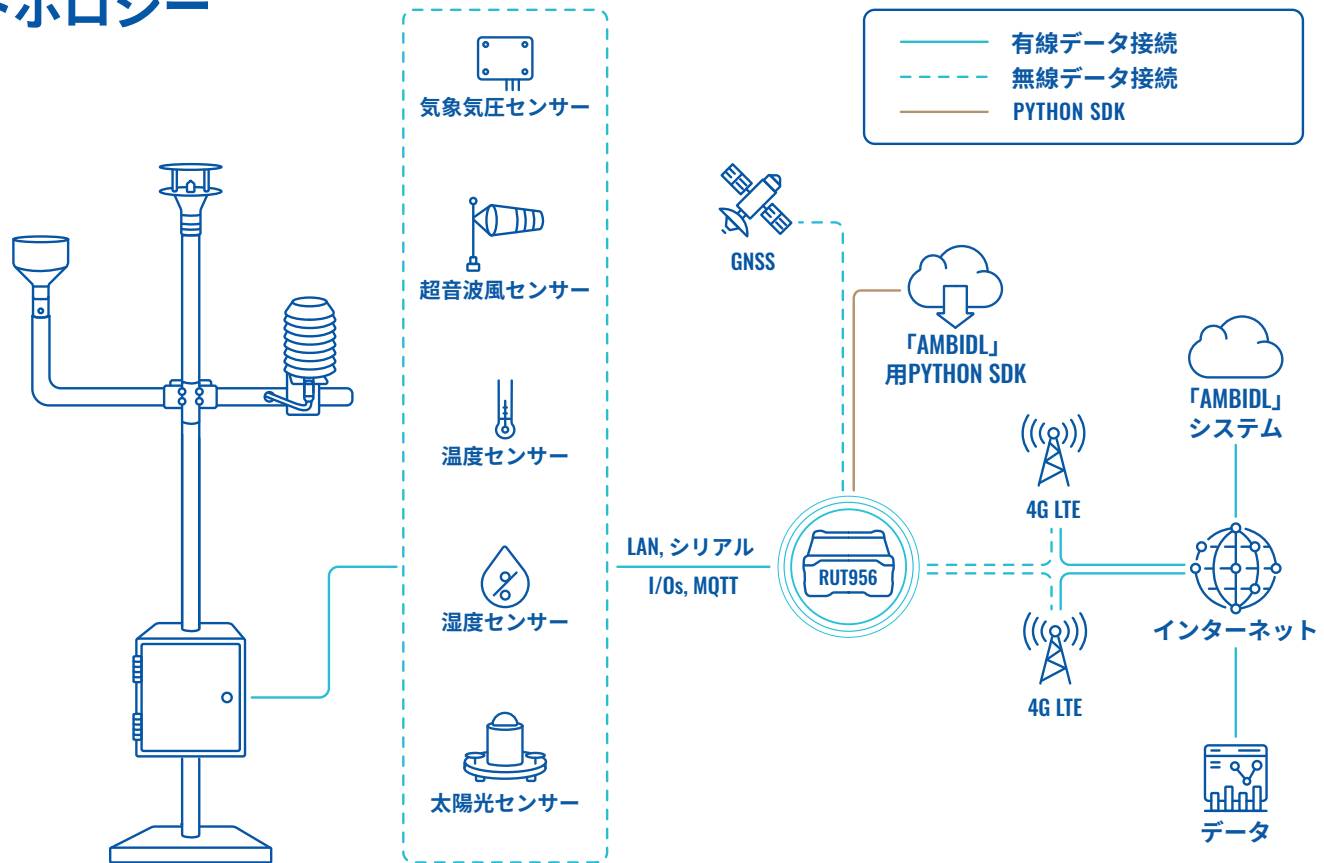 トポロジー
有線データ接続
無線データ接続
PYTHON SDK
気象気圧センサー
超音波風センサー
温度センサー
湿度センサー
太陽光センサー
LAN, シリアル
I/Os, MQTT
GNSS
「AMBIDL」
用PYTHON SDK
RUT956
4G LTE
4G LTE
「AMBIDL」
システム
インターネット
データ